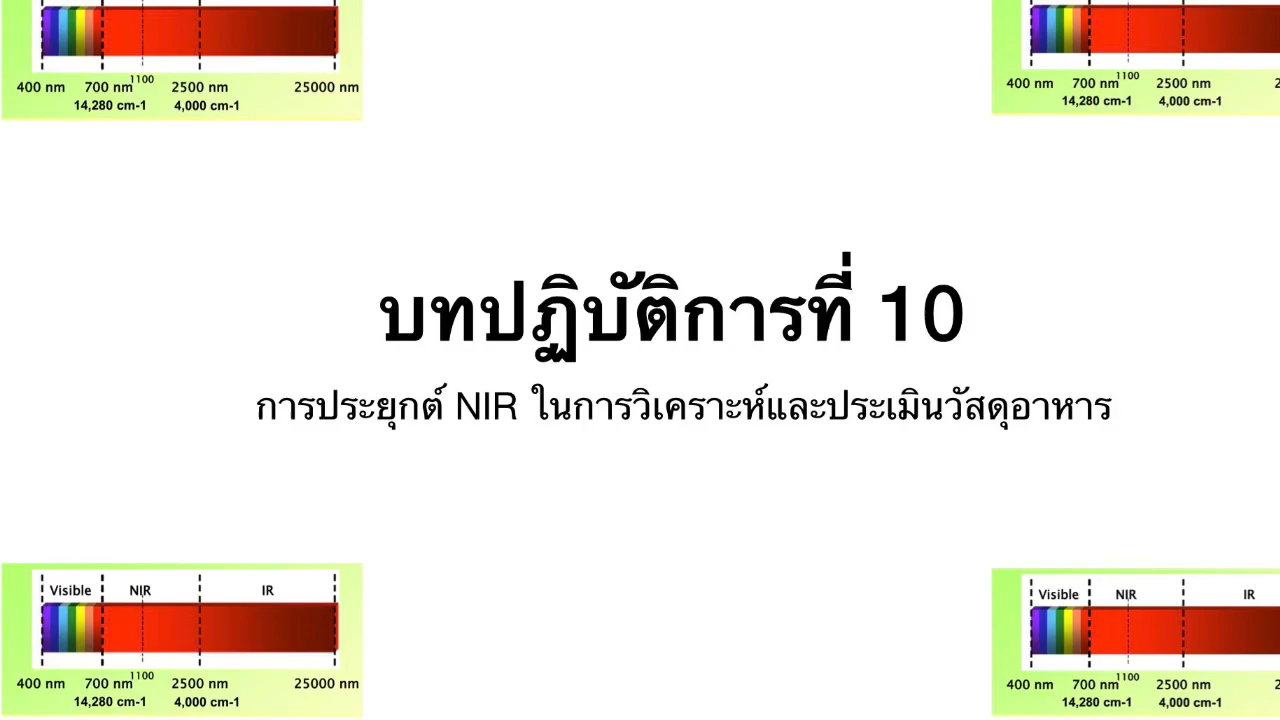 400 nm 700 nm 1100 2500 nm 25000 nm
14,280 cm-1 4,000 cm-1
400 nm 700 nm 1100 2500 nm
14,280 cm-1 4,000 cm-1
บทปฏิบัติการที่ 10
การประยุกต์ NIR ในการวิเคราะห์และประเมินวัสดุอาหาร
Visible NIR IR
400 nm 700 nm 1100 2500 nm 25000 nm
14,280 cm-1 4,000 cm-1
Visible NIR IR
400 nm 700 nm 1100 2500 nm
14,280 cm-1 4,000 cm-1